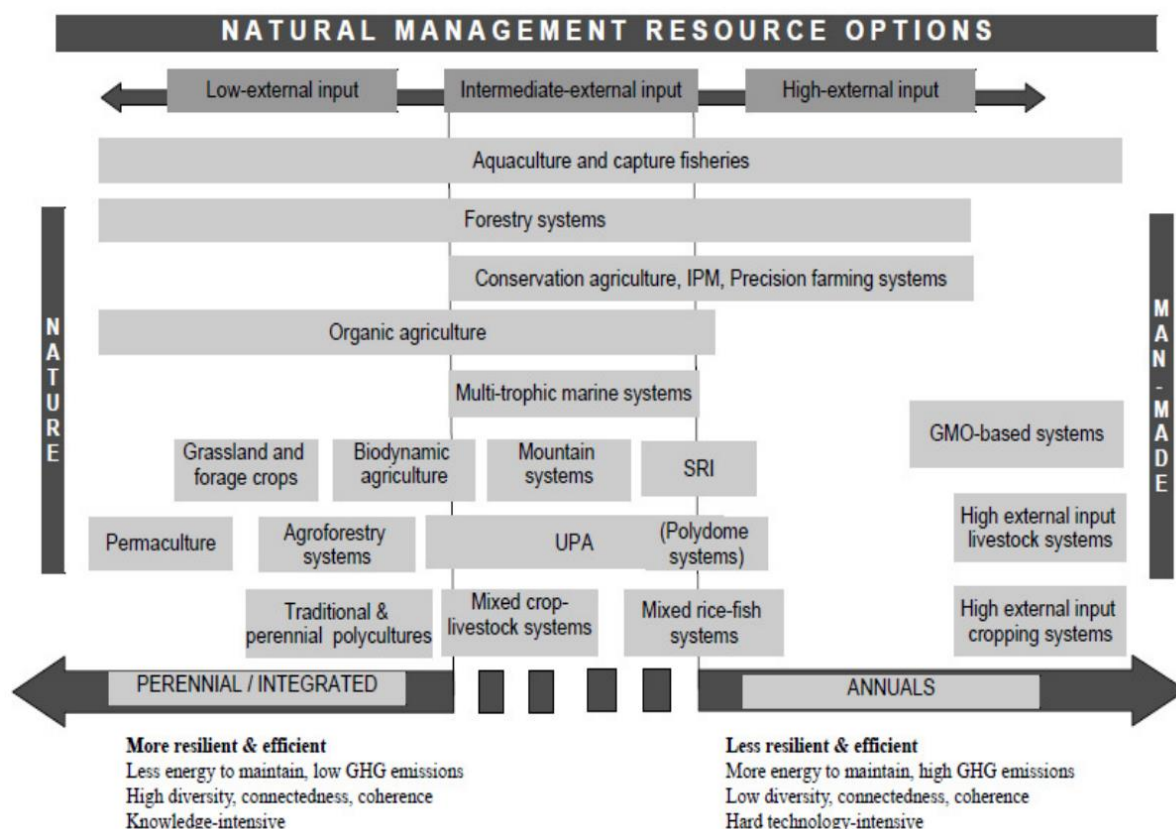 NATURAL MANAGEMENT RESOURCE OPTIONS
Low-external input
Intermediate-external input
High-external input
Aquaculture and capture fisheries
Forestry systems
Conservation agriculture, IPM, Precision farming systems
Organic agriculture
Multi-trophic marine systems
NATURE
MAN-MADE
GMO-based systems
Grassland and
forage crops
Biodynamic
agriculture
Mountain
systems
SRI
Permaculture
Agroforestry
systems
UPA
(Polydome
systems)
High external input
livestock systems
Traditional &
perennial polycultures
Mixed crop-
livestock systems
Mixed rice-fish
systems
High external input
cropping systems
PERENNIAL / INTEGRATED
ANNUALS
More resilient & efficient
Less energy to maintain, low GHG emissions
High diversity, connectedness, coherence
Knowledge-intensive
Less resilient & efficient
More energy to maintain, high GHG emissions
Low diversity, connectedness, coherence
Hard technology-intensive